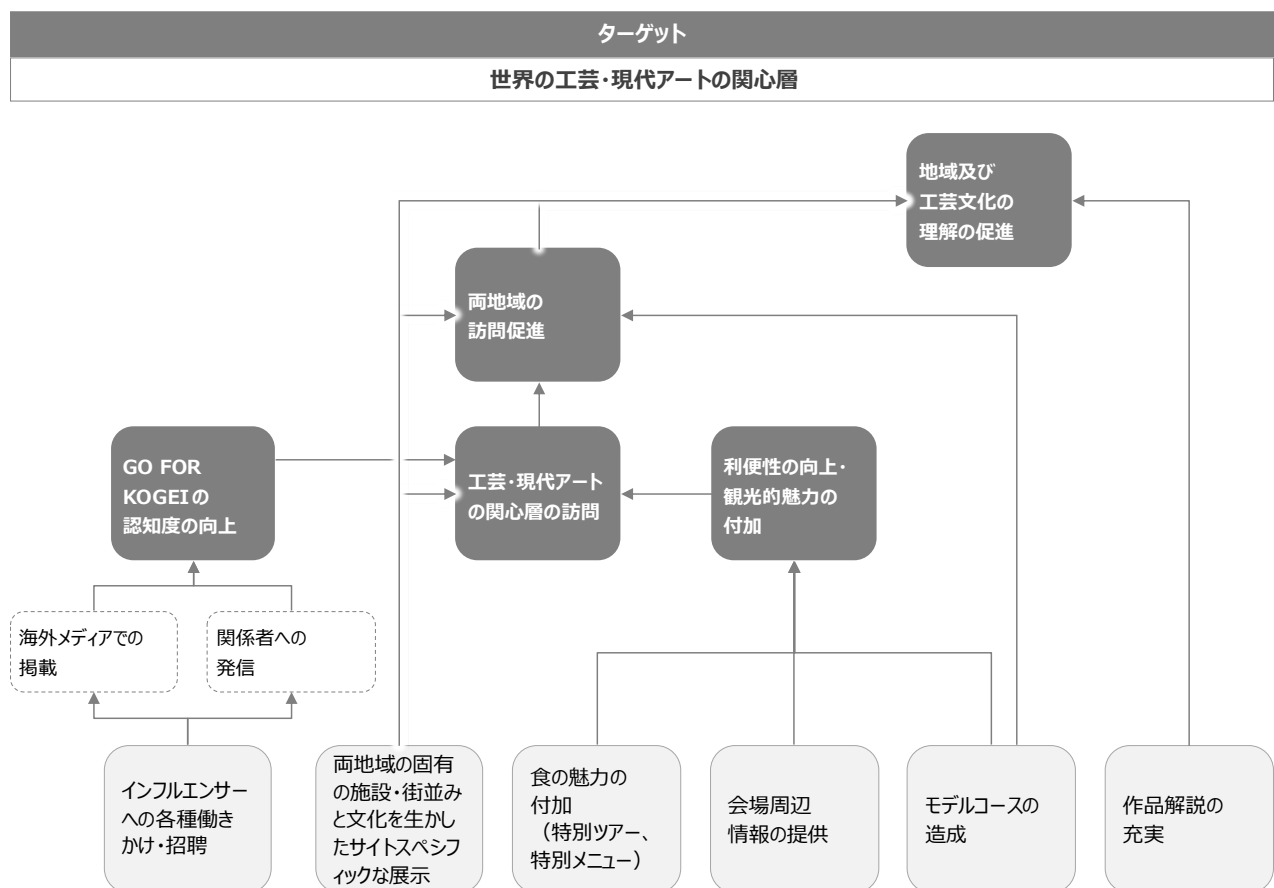 ターゲット
世界の工芸・現代アートの関心層
地域及び
工芸文化の
理解の促進
両地域の
訪問促進
GO FOR
KOGEIの
認知度の向上
工芸・現代アート
の関心層の訪問
利便性の向上・
観光的魅力の
付加
海外メディアでの
掲載
関係者への
発信
インフルエンサー
への各種働き
かけ・招聘
両地域の固有
の施設・街並み
と文化を生かし
たサイトスペシフ
ィックな展示
食の魅力の
付加
（特別ツアー、
特別メニュー）
会場周辺
情報の提供
モデルコースの
造成
作品解説の
充実